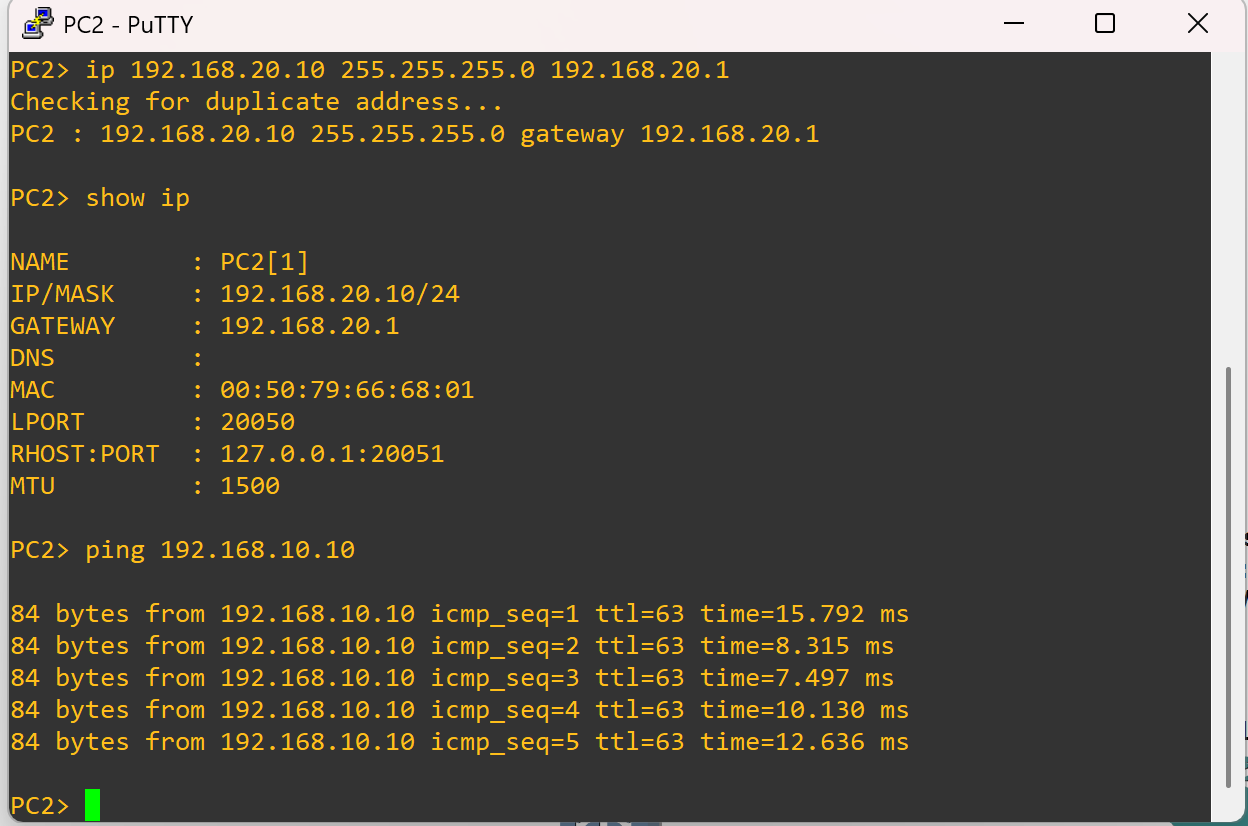 PC2 - PuTTY
PC2> ip 192.168.20.10 255.255.255.0 192.168.20.1
Checking for duplicate address...
PC2 : 192.168.20.10 255.255.255.0 gateway 192.168.20.1
PC2> show ip
NAME        : PC2[1]
IP/MASK     : 192.168.20.10/24
GATEWAY     : 192.168.20.1
DNS         :
MAC         : 00:50:79:66:68:01
LPORT       : 20050
RHOST:PORT  : 127.0.0.1:20051
MTU         : 1500
PC2> ping 192.168.10.10
84 bytes from 192.168.10.10 icmp_seq=1 ttl=63 time=15.792 ms
84 bytes from 192.168.10.10 icmp_seq=2 ttl=63 time=8.315 ms
84 bytes from 192.168.10.10 icmp_seq=3 ttl=63 time=7.497 ms
84 bytes from 192.168.10.10 icmp_seq=4 ttl=63 time=10.130 ms
84 bytes from 192.168.10.10 icmp_seq=5 ttl=63 time=12.636 ms
PC2>